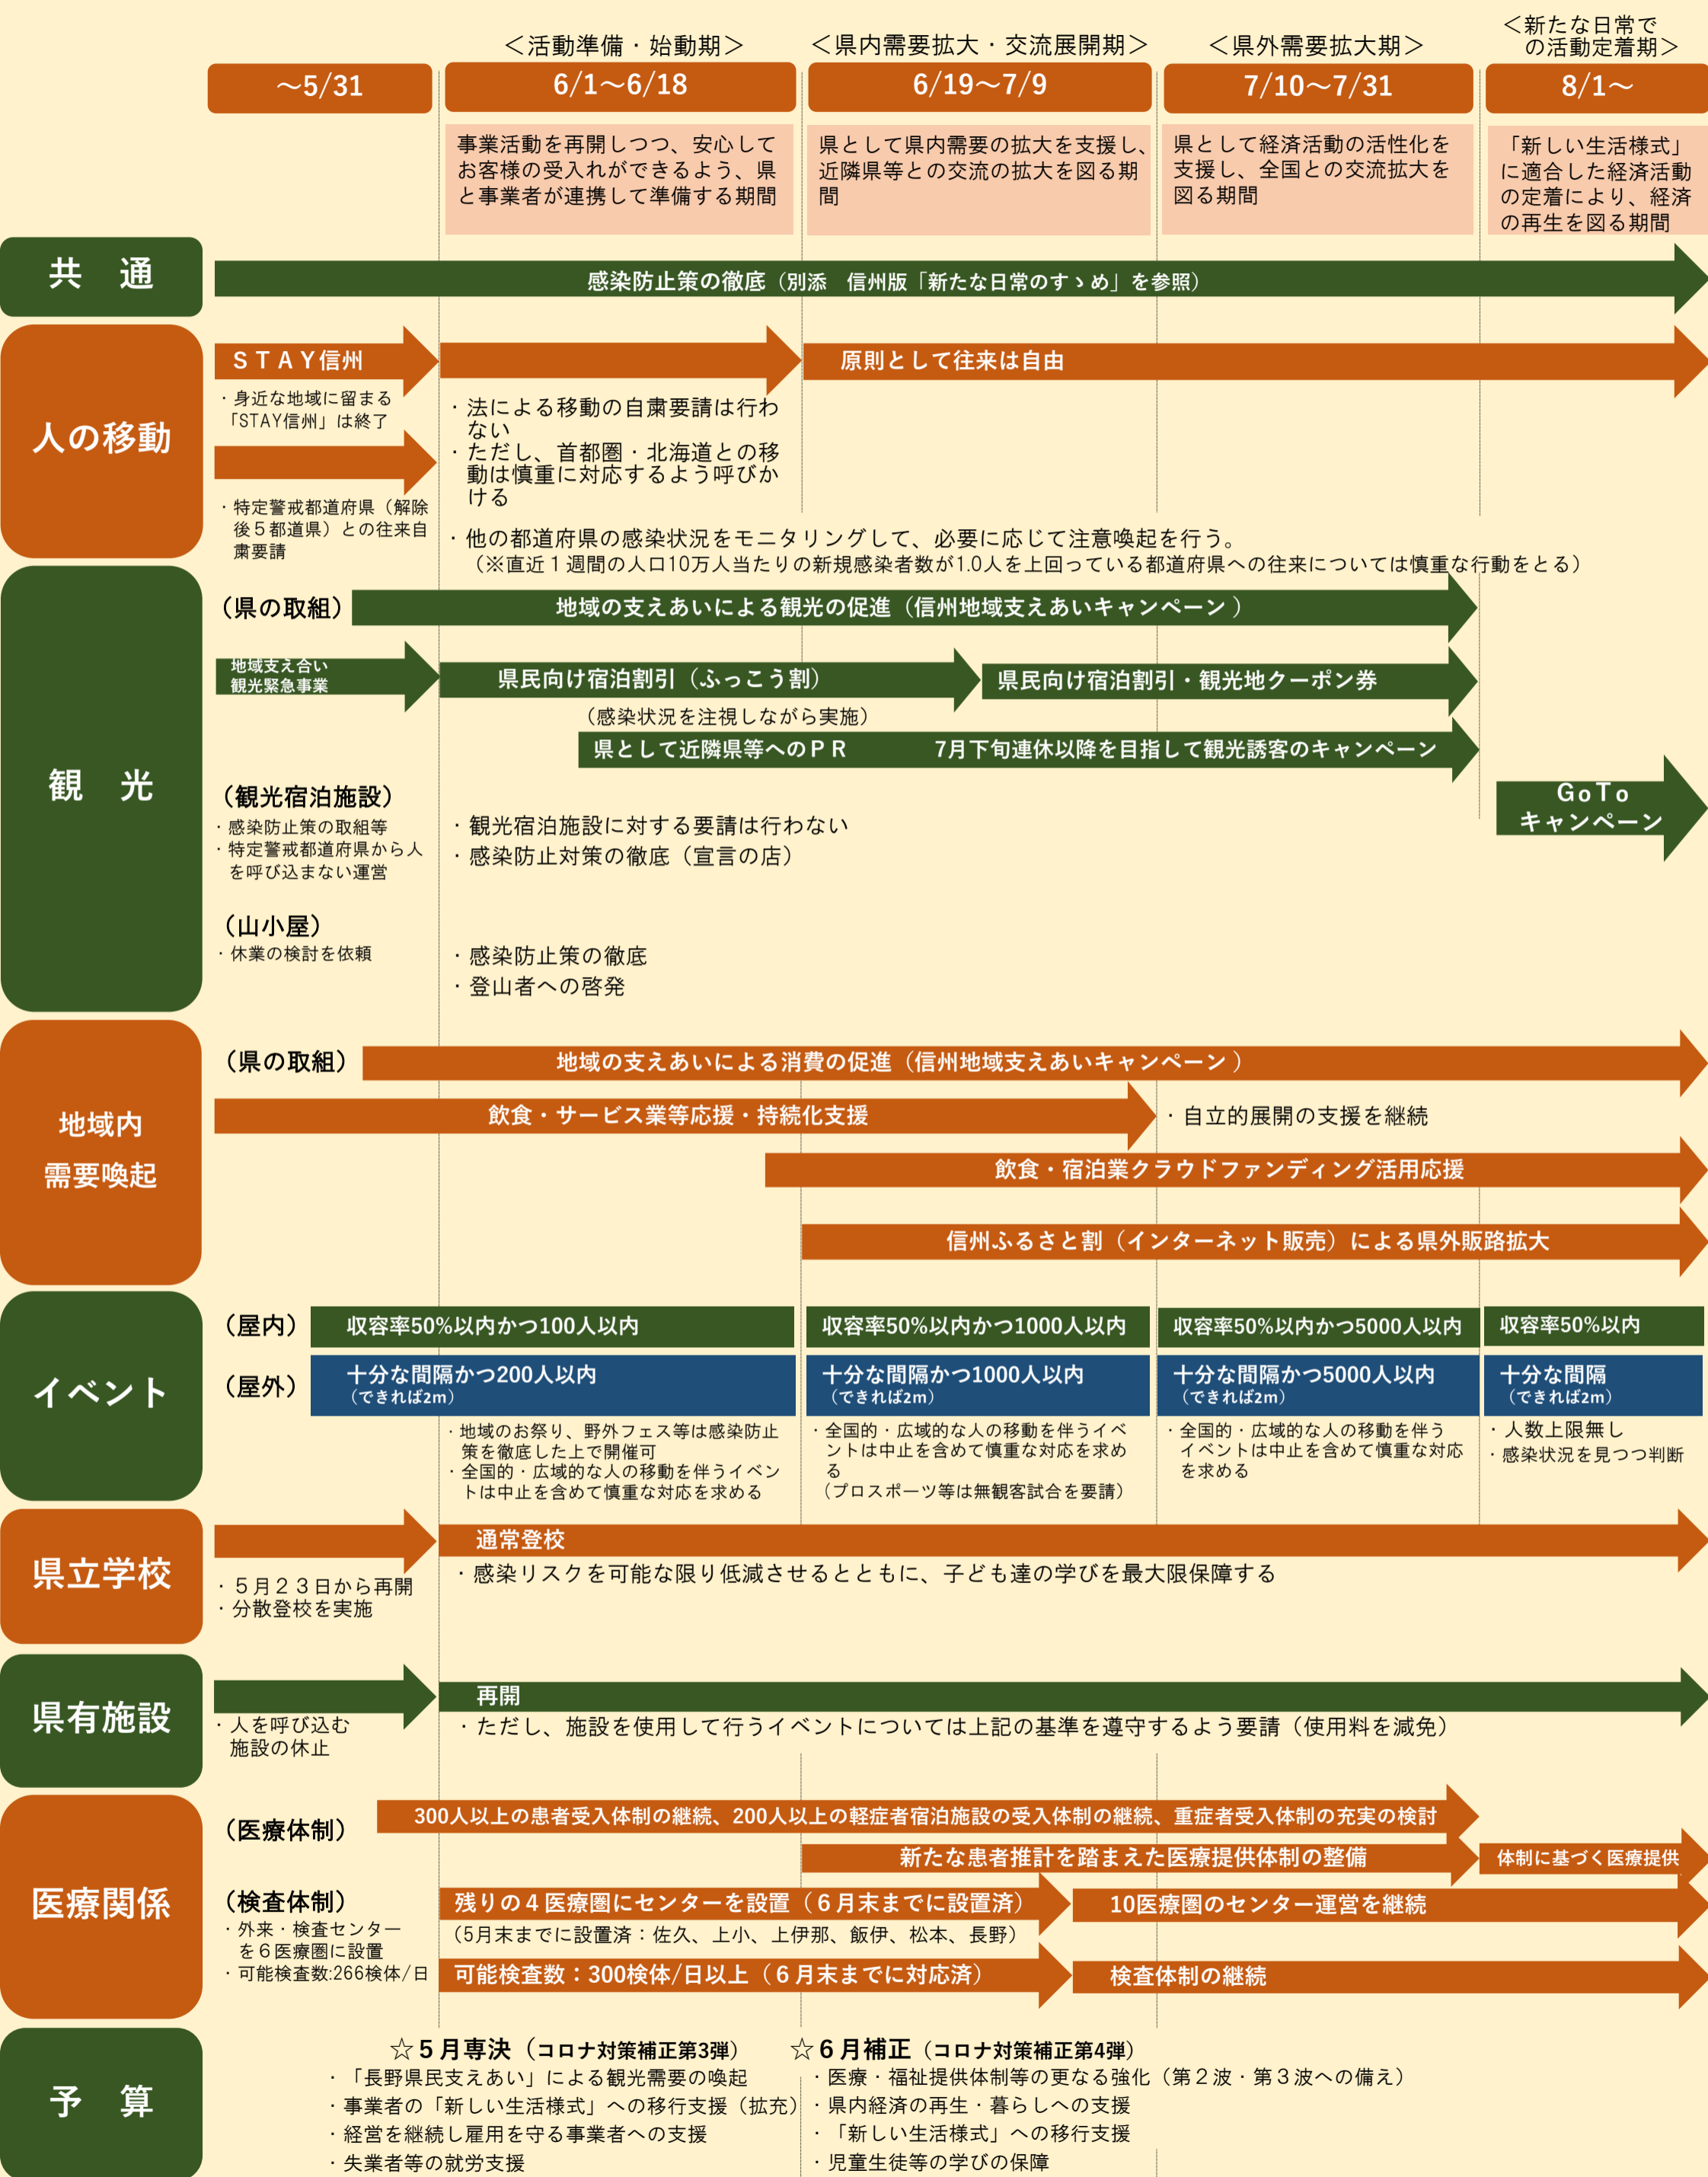 ＜活動準備・始動期＞
＜県内需要拡大・交流展開期＞
＜県外需要拡大期＞
＜新たな日常で
の活動定着期＞
～5/31
6/1～6/18
6/19～7/9
7/10～7/31
8/1～
事業活動を再開しつつ、安心して
お客様の受入れができるよう、県
と事業者が連携して準備する期間
県として県内需要の拡大を支援し、
近隣県等との交流の拡大を図る期
間
県として経済活動の活性化を
支援し、全国との交流拡大を
図る期間
「新しい生活様式」
に適合した経済活動
の定着により、経済
の再生を図る期間
共　通
感染防止策の徹底（別添　信州版「新たな日常のすゝめ」を参照）
人の移動
ＳＴＡＹ信州
・身近な地域に留まる
「STAY信州」は終了
・特定警戒都道府県（解除
後５都道県）との往来自
粛要請
・法による移動の自粛要請は行わ
ない
・ただし、首都圏・北海道との移
動は慎重に対応するよう呼びか
ける
原則として往来は自由
・他の都道府県の感染状況をモニタリングして、必要に応じて注意喚起を行う。
（※直近１週間の人口10万人当たりの新規感染者数が1.0人を上回っている都道府県への往来については慎重な行動をとる）
観　光
（県の取組）
地域の支えあいによる観光の促進（信州地域支えあいキャンペーン ）
地域支え合い
観光緊急事業
県民向け宿泊割引（ふっこう割）
県民向け宿泊割引・観光地クーポン券
（感染状況を注視しながら実施）
県として近隣県等へのＰＲ
7月下旬連休以降を目指して観光誘客のキャンペーン
GoTo
キャンペーン
（観光宿泊施設）
・感染防止策の取組等
・特定警戒都道府県から人
を呼び込まない運営
・観光宿泊施設に対する要請は行わない
・感染防止対策の徹底（宣言の店）
（山小屋）
・休業の検討を依頼
・感染防止策の徹底
・登山者への啓発
地域内
需要喚起
（県の取組）
地域の支えあいによる消費の促進（信州地域支えあいキャンペーン ）
飲食・サービス業等応援・持続化支援
・自立的展開の支援を継続
飲食・宿泊業クラウドファンディング活用応援
信州ふるさと割（インターネット販売）による県外販路拡大
イベント
（屋内）
収容率50%以内かつ100人以内
収容率50%以内かつ1000人以内
収容率50%以内かつ5000人以内
収容率50%以内
（屋外）
十分な間隔かつ200人以内
（できれば2m）
十分な間隔かつ1000人以内
（できれば2m）
十分な間隔かつ5000人以内
（できれば2m）
十分な間隔
（できれば2m）
・地域のお祭り、野外フェス等は感染防止
策を徹底した上で開催可
・全国的・広域的な人の移動を伴うイベン
トは中止を含めて慎重な対応を求める
・全国的・広域的な人の移動を伴うイベ
ントは中止を含めて慎重な対応を求め
る
（プロスポーツ等は無観客試合を要請）
・全国的・広域的な人の移動を伴う
イベントは中止を含めて慎重な対応
を求める
・人数上限無し
・感染状況を見つつ判断
県立学校
・５月２３日から再開
・分散登校を実施
通常登校
・感染リスクを可能な限り低減させるとともに、子ども達の学びを最大限保障する
県有施設
・人を呼び込む
施設の休止
再開
・ただし、施設を使用して行うイベントについては上記の基準を遵守するよう要請（使用料を減免）
医療関係
（医療体制）
300人以上の患者受入体制の継続、200人以上の軽症者宿泊施設の受入体制の継続、重症者受入体制の充実の検討
新たな患者推計を踏まえた医療提供体制の整備
体制に基づく医療提供
（検査体制）
・外来・検査センター
を６医療圏に設置
・可能検査数:266検体/日
残りの４医療圏にセンターを設置（６月末までに設置済）
（5月末までに設置済：佐久、上小、上伊那、飯伊、松本、長野）
10医療圏のセンター運営を継続
可能検査数：300検体/日以上（６月末までに対応済）
検査体制の継続
予　算
☆５月専決（コロナ対策補正第3弾）
・「長野県民支えあい」による観光需要の喚起
・事業者の「新しい生活様式」への移行支援（拡充）
・経営を継続し雇用を守る事業者への支援
・失業者等の就労支援
☆６月補正（コロナ対策補正第4弾）
・医療・福祉提供体制等の更なる強化（第２波・第３波への備え）
・県内経済の再生・暮らしへの支援
・「新しい生活様式」への移行支援
・児童生徒等の学びの保障